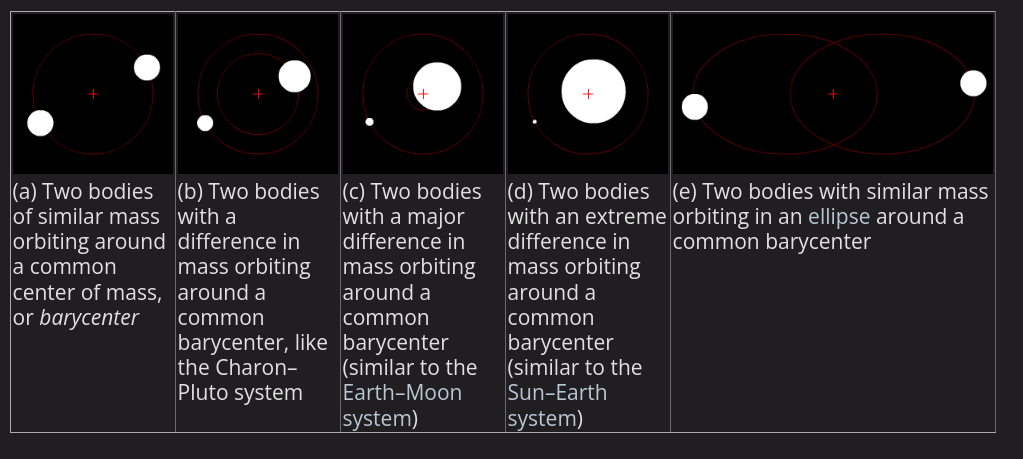 (a) Two bodies
of similar mass
orbiting around
a common
center of mass,
or barycenter
(b) Two bodies
with a
difference in
mass orbiting
around a
common
barycenter, like
the Charon–
Pluto system
(c) Two bodies
with a major
difference in
mass orbiting
around a
common
barycenter
(similar to the
Earth–Moon
system)
(d) Two bodies
with an extreme
difference in
mass orbiting
around a
common
barycenter
(similar to the
Sun–Earth
system)
(e) Two bodies with similar mass
orbiting in an ellipse around a
common barycenter